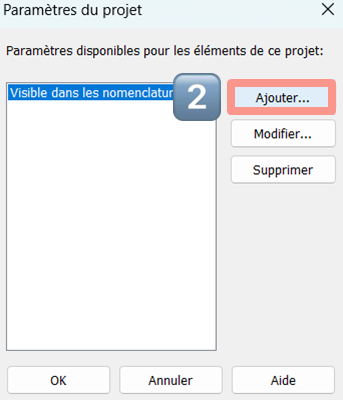 Paramètres du projet
Paramètres disponibles pour les éléments de ce projet:
Visible dans les nomenclatur
2
Ajouter...
Modifier...
Supprimer
OK
Annuler
Aide